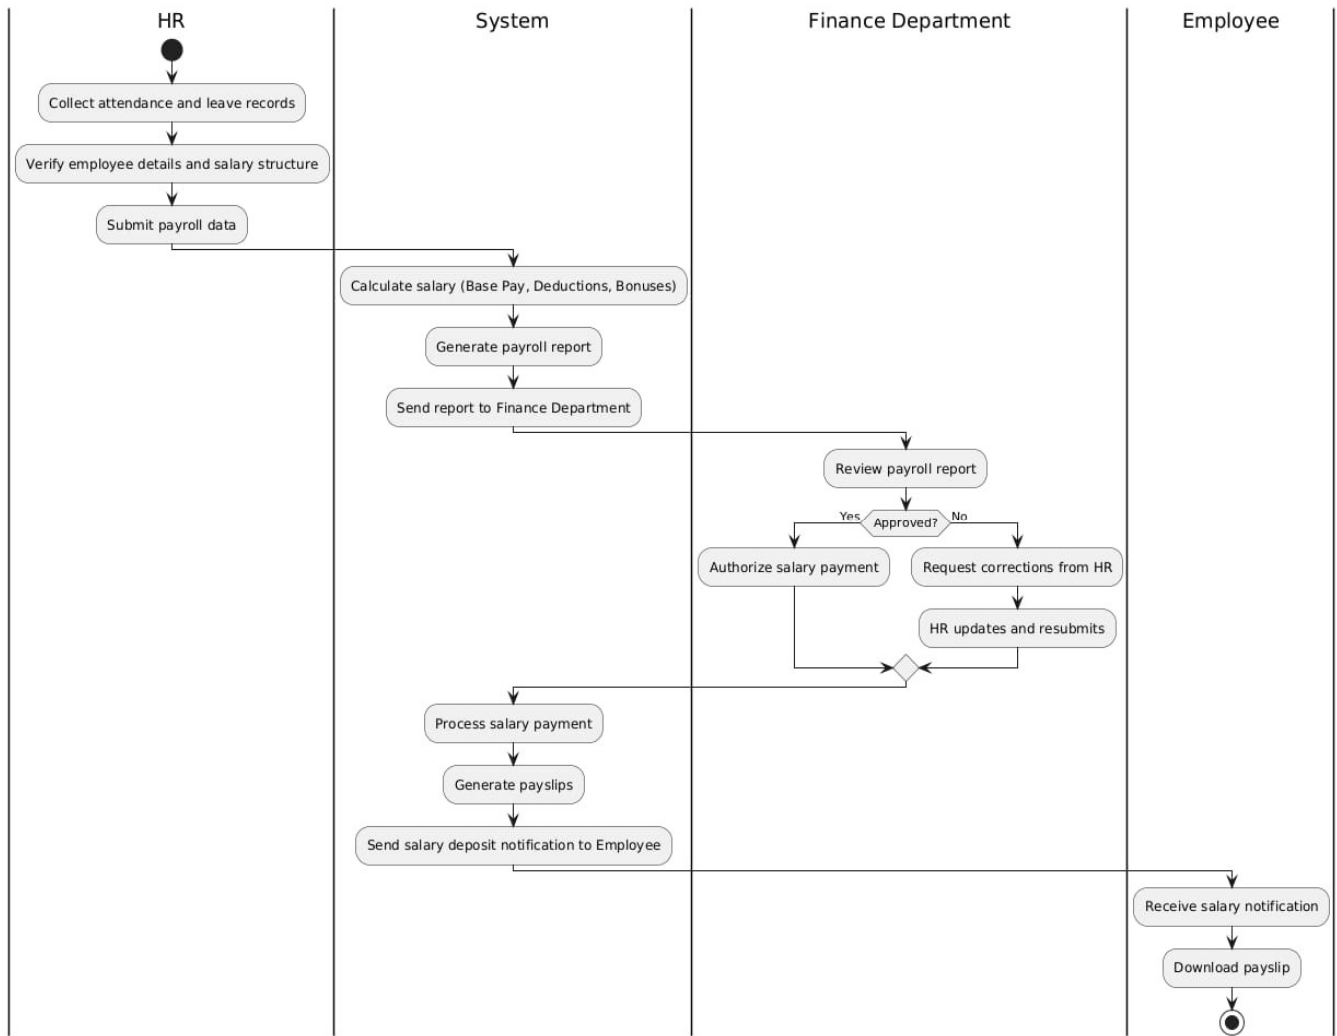 HR
System
Finance Department
Employee
Collect attendance and leave records
Verify employee details and salary structure
Submit payroll data
Calculate salary (Base Pay, Deductions, Bonuses)
Generate payroll report
Send report to Finance Department
Review payroll report
Yes
Approved?
No
Authorize salary payment
Request corrections from HR
HR updates and resubmits
Process salary payment
Generate payslips
Send salary deposit notification to Employee
Receive salary notification
Download payslip